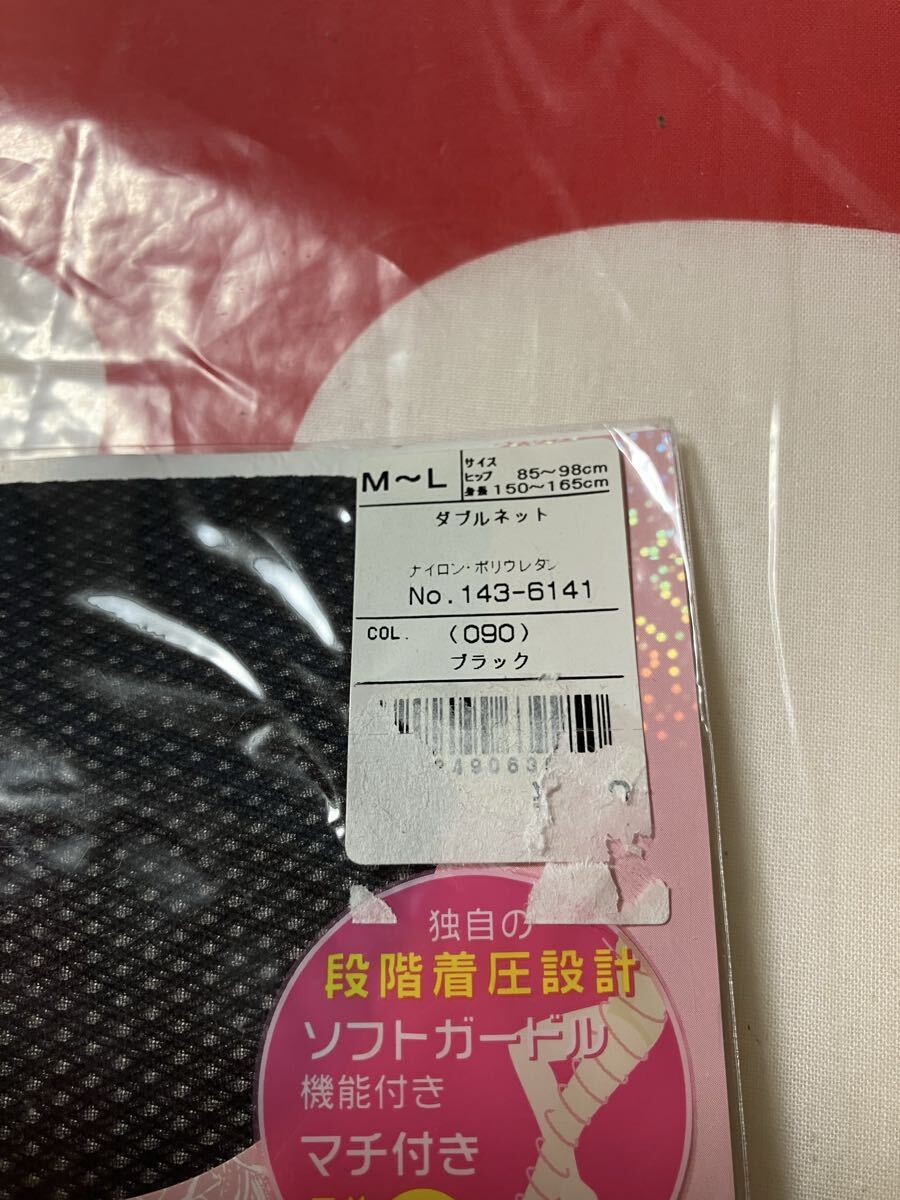 M～L
サイズ
ヒップ 85～98cm
身長 150～165cm
ダブルネット
ナイロン・ポリウレタン
No.143-6141
COL. (090)
ブラック
49063
独自の
段階着圧設計
ソフトガードル
機能付き
マチ付き